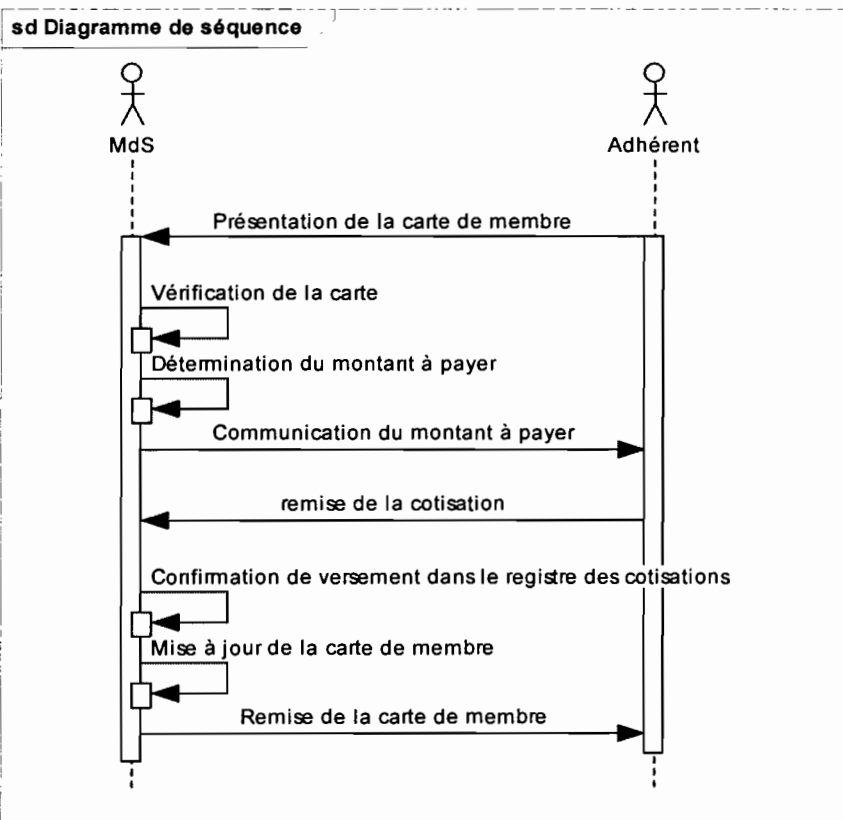 sd Diagramme de séquence
MdS
Adhérent
Présentation de la carte de membre
Vérification de la carte
Détermination du montant à payer
Communication du montant à payer
remise de la cotisation
Confirmation de versement dans le registre des cotisations
Mise à jour de la carte de membre
Remise de la carte de membre